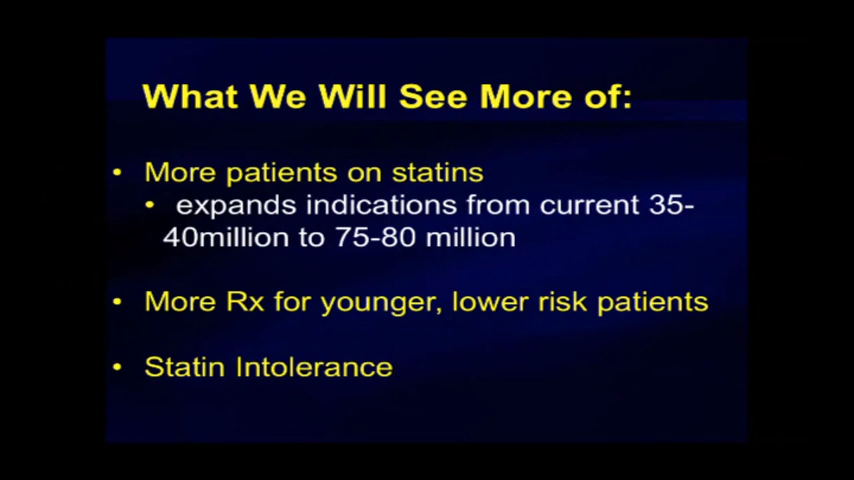 What We Will See More of:
• More patients on statins
• expands indications from current 35-
40million to 75-80 million
• More Rx for younger, lower risk patients
• Statin Intolerance